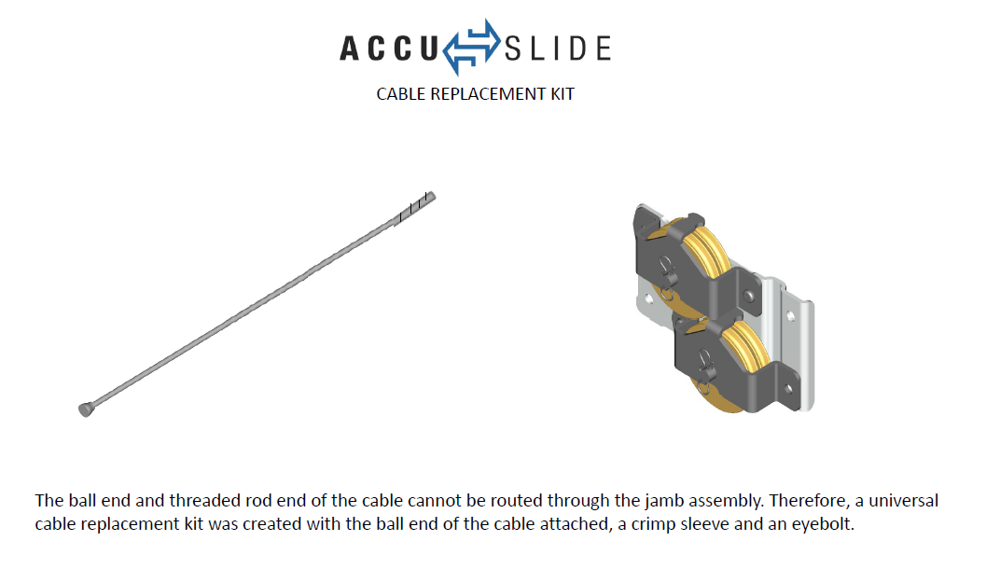 ACCU SLIDE
CABLE REPLACEMENT KIT
The ball end and threaded rod end of the cable cannot be routed through the jamb assembly. Therefore, a universal
cable replacement kit was created with the ball end of the cable attached, a crimp sleeve and an eyebolt.